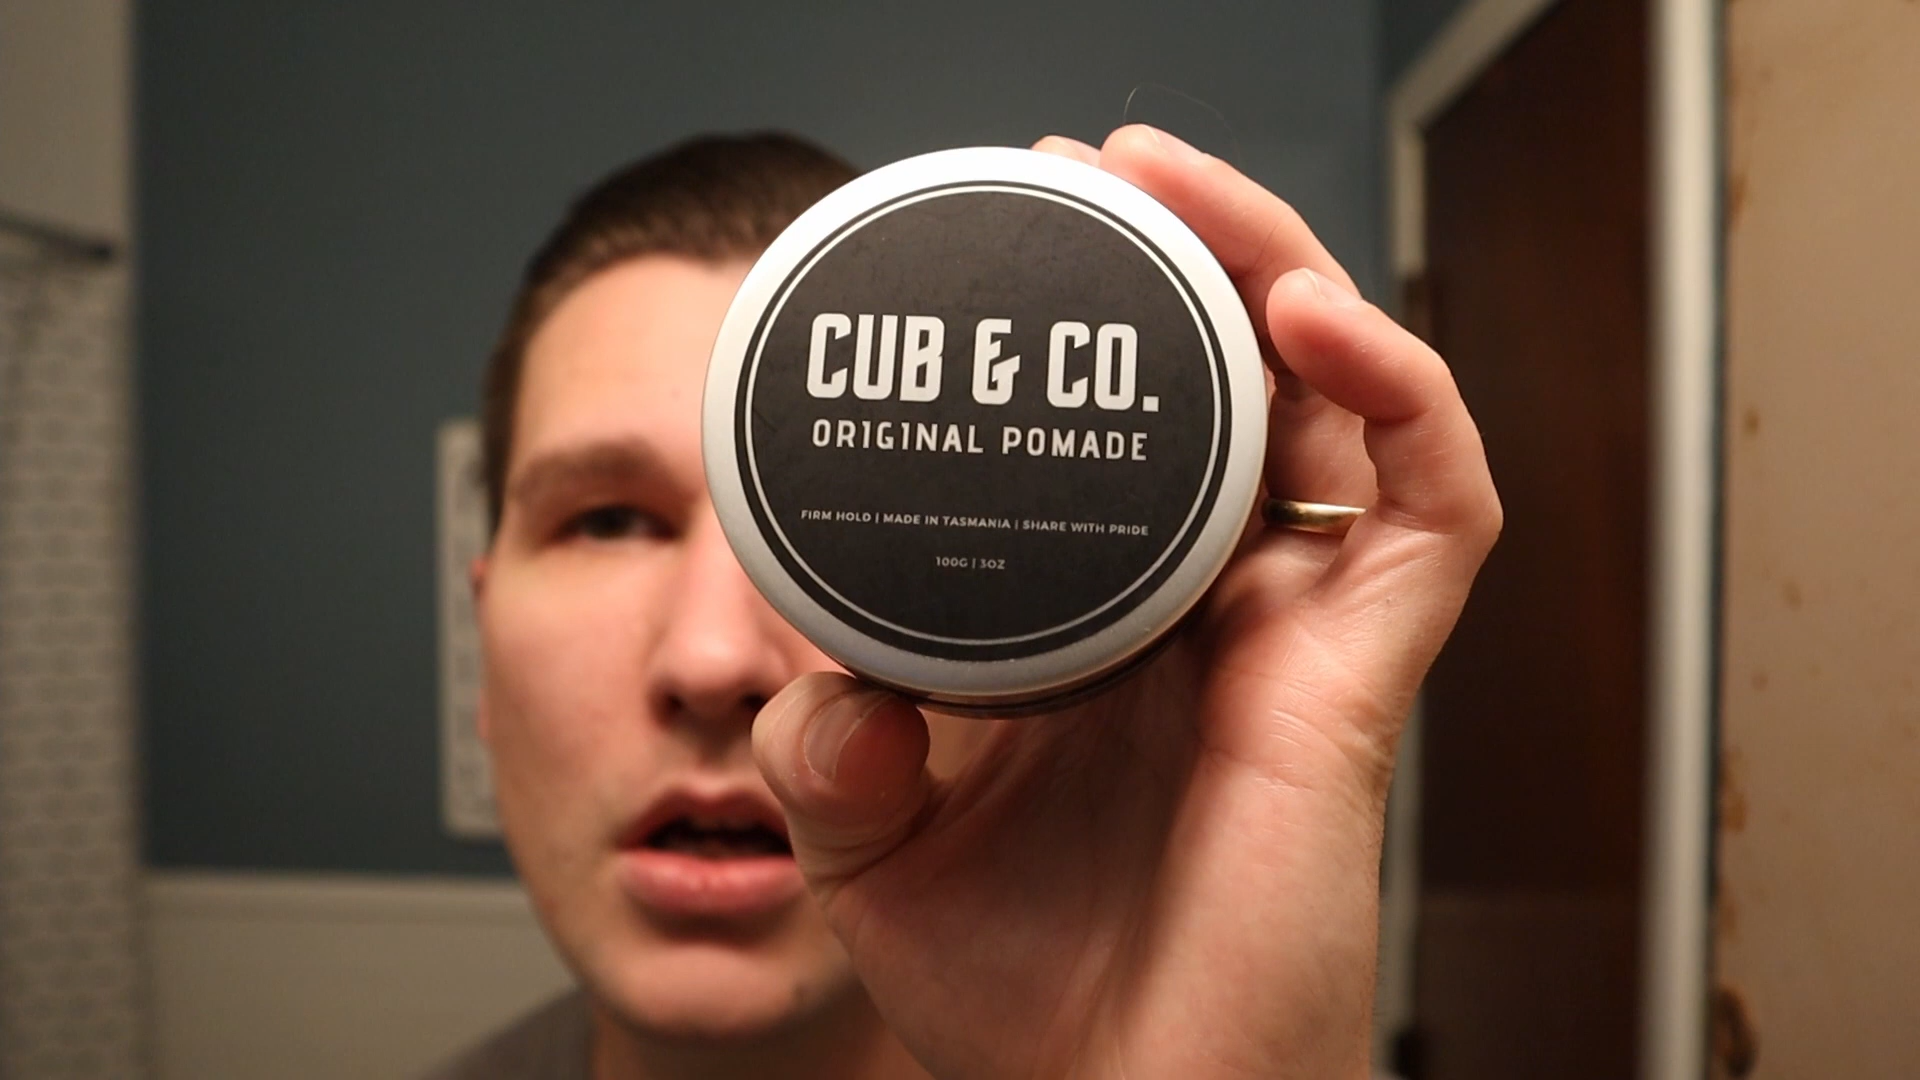 CUB & CO.
ORIGINAL POMADE
FIRM HOLD | MADE IN TASMANIA | SHARE WITH PRIDE
100G | 3OZ